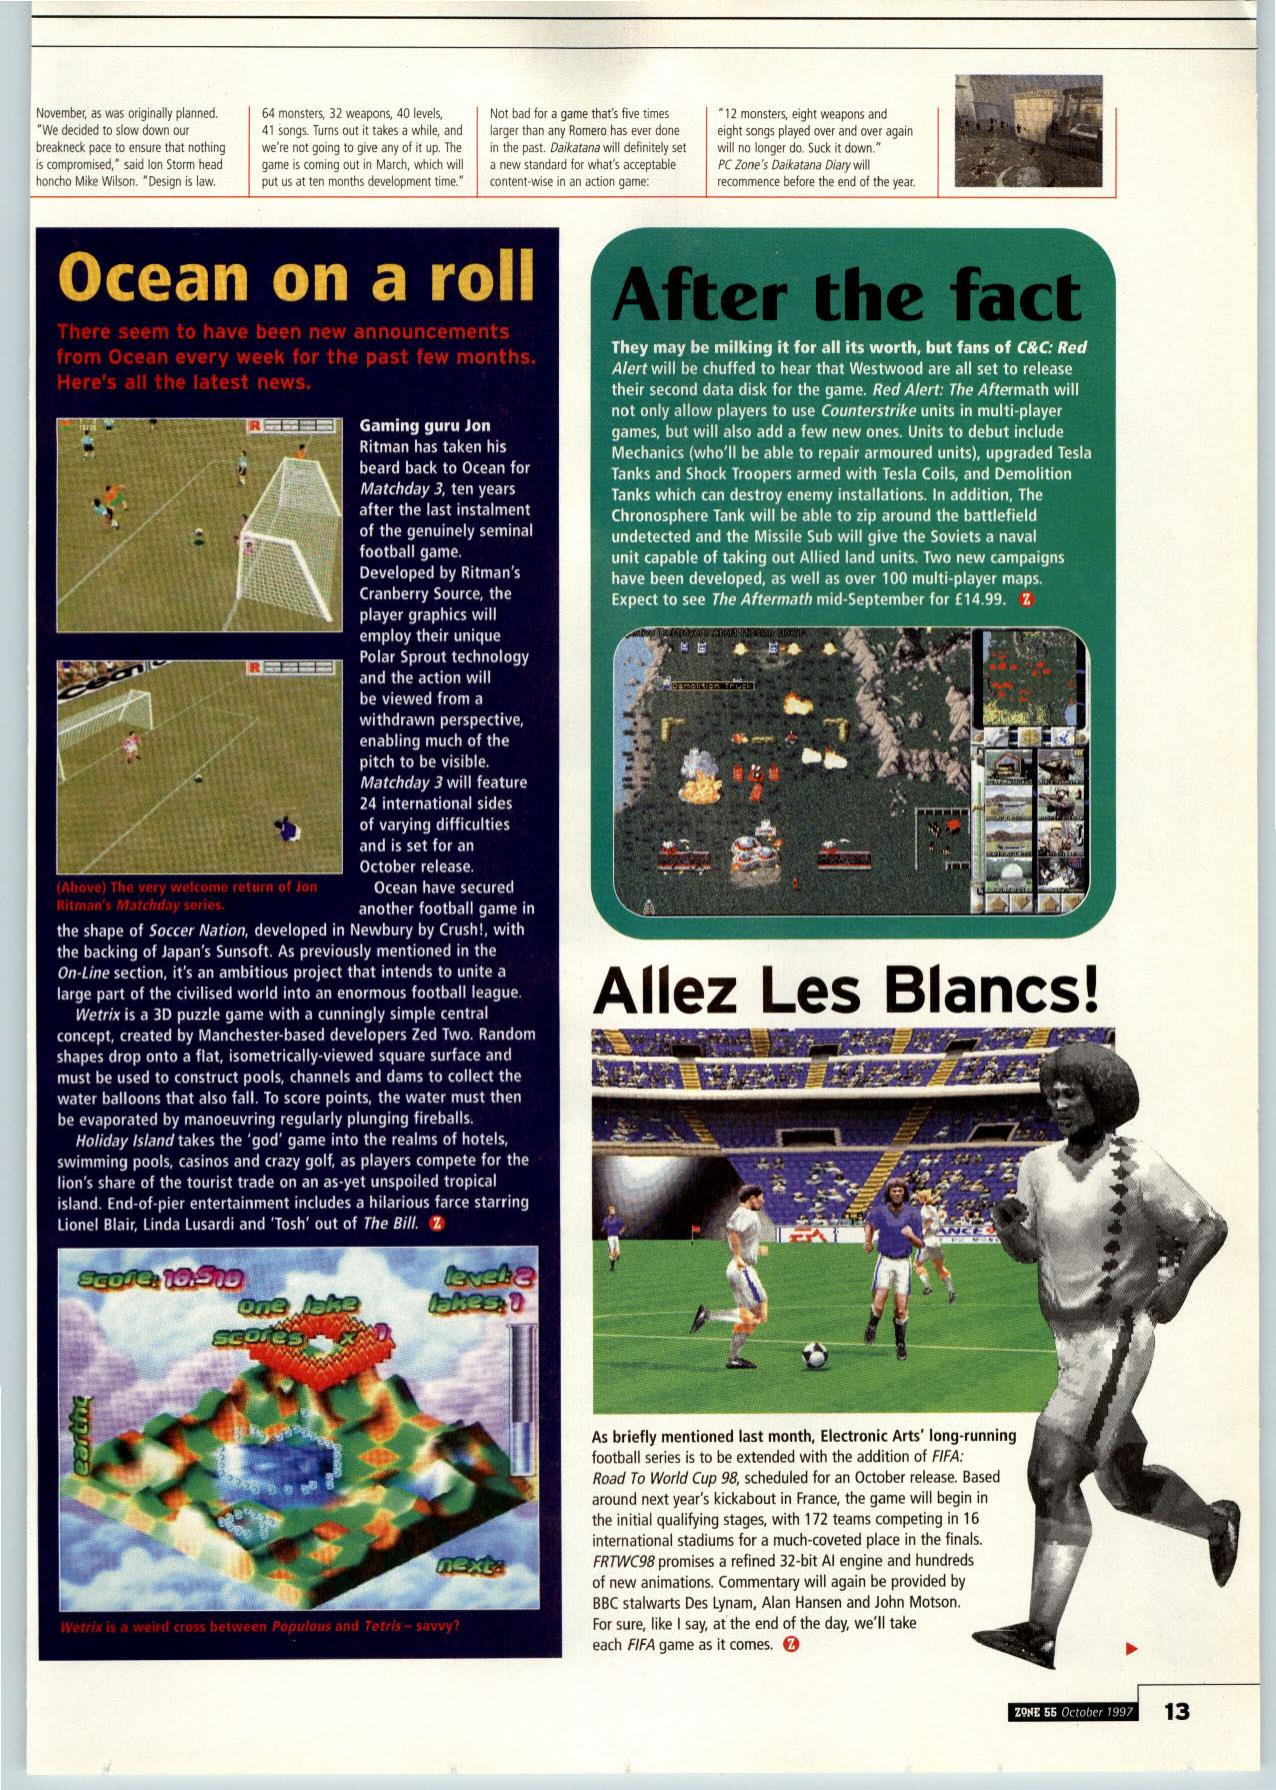 November, as was originally planned.
"We decided to slow down our
breakneck pace to ensure that nothing
is compromised," said Ion Storm head
honcho Mike Wilson. "Design is law.
64 monsters, 32 weapons, 40 levels,
41 songs. Turns out it takes a while, and
we're not going to give any of it up. The
game is coming out in March, which will
put us at ten months development time."
Not bad for a game that's five times
larger than any Romero has ever done
in the past. Daikatana will definitely set
a new standard for what's acceptable
content-wise in an action game:
"12 monsters, eight weapons and
eight songs played over and over again
will no longer do. Suck it down."
PC Zone's Daikatana Diary will
recommence before the end of the year.
Ocean on a roll
There seem to have been new announcements
from Ocean every week for the past few months.
Here's all the latest news.
Gaming guru Jon
Ritman has taken his
beard back to Ocean for
Matchday 3, ten years
after the last instalment
of the genuinely seminal
football game.
Developed by Ritman's
Cranberry Source, the
player graphics will
employ their unique
Polar Sprout technology
and the action will
be viewed from a
withdrawn perspective,
enabling much of the
pitch to be visible.
Matchday 3 will feature
24 international sides
of varying difficulties
and is set for an
October release.
Ocean have secured
another football game in
the shape of Soccer Nation, developed in Newbury by Crush!, with
the backing of Japan's Sunsoft. As previously mentioned in the
On-Line section, it's an ambitious project that intends to unite a
large part of the civilised world into an enormous football league.
Wetrix is a 3D puzzle game with a cunningly simple central
concept, created by Manchester-based developers Zed Two. Random
shapes drop onto a flat, isometrically-viewed square surface and
must be used to construct pools, channels and dams to collect the
water balloons that also fall. To score points, the water must then
be evaporated by manoeuvring regularly plunging fireballs.
Holiday Island takes the 'god' game into the realms of hotels,
swimming pools, casinos and crazy golf, as players compete for the
lion's share of the tourist trade on an as-yet unspoiled tropical
island. End-of-pier entertainment includes a hilarious farce starring
Lionel Blair, Linda Lusardi and 'Tosh' out of The Bill. Z
R
R
ocean
(Above) The very welcome return of Jon
Ritman's Matchday series.
score: 10,510
level: 2
lakes: 1
one lake
scores x 1
earthq
next:
Wetrix is a weird cross between Populous and Tetris – savvy?
After the fact
They may be milking it for all its worth, but fans of C&C: Red
Alert will be chuffed to hear that Westwood are all set to release
their second data disk for the game. Red Alert: The Aftermath will
not only allow players to use Counterstrike units in multi-player
games, but will also add a few new ones. Units to debut include
Mechanics (who'll be able to repair armoured units), upgraded Tesla
Tanks and Shock Troopers armed with Tesla Coils, and Demolition
Tanks which can destroy enemy installations. In addition, The
Chronosphere Tank will be able to zip around the battlefield
undetected and the Missile Sub will give the Soviets a naval
unit capable of taking out Allied land units. Two new campaigns
have been developed, as well as over 100 multi-player maps.
Expect to see The Aftermath mid-September for £14.99. Z
Demolition Truck
Allez Les Blancs!
EA
As briefly mentioned last month, Electronic Arts' long-running
football series is to be extended with the addition of FIFA:
Road To World Cup 98, scheduled for an October release. Based
around next year's kickabout in France, the game will begin in
the initial qualifying stages, with 172 teams competing in 16
international stadiums for a much-coveted place in the finals.
FRTWC98 promises a refined 32-bit AI engine and hundreds
of new animations. Commentary will again be provided by
BBC stalwarts Des Lynam, Alan Hansen and John Motson.
For sure, like I say, at the end of the day, we'll take
each FIFA game as it comes. Z
ZONE 55 October 1997 13